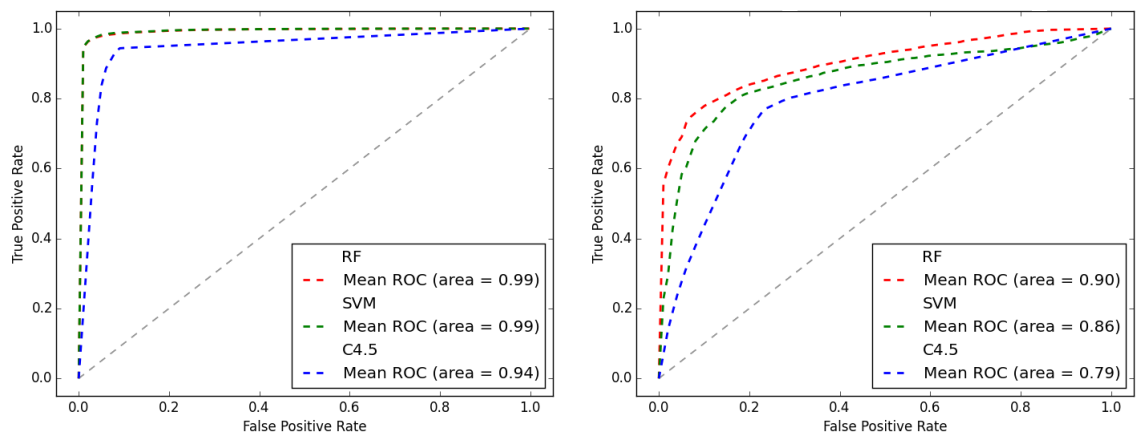 1.0
0.8
0.6
0.4
0.2
0.0
True Positive Rate
RF
Mean ROC (area = 0.99)
SVM
Mean ROC (area = 0.99)
C4.5
Mean ROC (area = 0.94)
0.0 0.2 0.4 0.6 0.8 1.0
False Positive Rate
1.0
0.8
0.6
0.4
0.2
0.0
True Positive Rate
RF
Mean ROC (area = 0.90)
SVM
Mean ROC (area = 0.86)
C4.5
Mean ROC (area = 0.79)
0.0 0.2 0.4 0.6 0.8 1.0
False Positive Rate